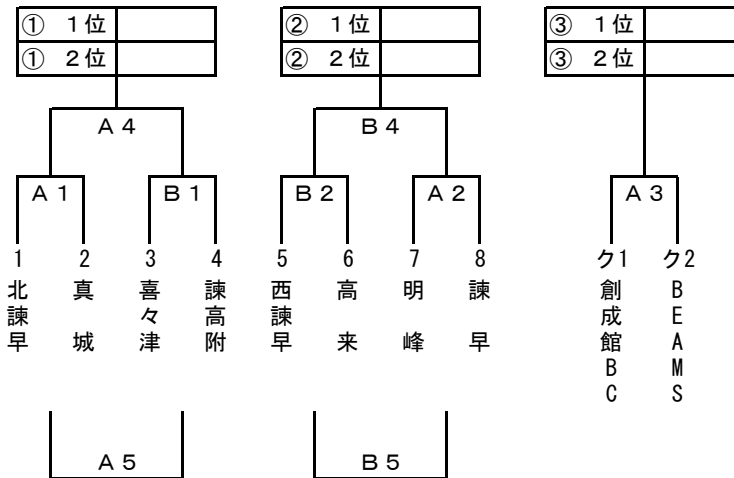 ① １位
② １位
③ １位
① ２位
② ２位
③ ２位
Ａ４
Ｂ４
Ａ１
Ｂ１
Ｂ２
Ａ２
Ａ３
1
2
3
4
5
6
7
8
ク1
ク2
北諫早
真城
喜々津
諫高附
西諫早
高来
明峰
諫早
創成館BC
BEAMS
Ａ５
Ｂ５